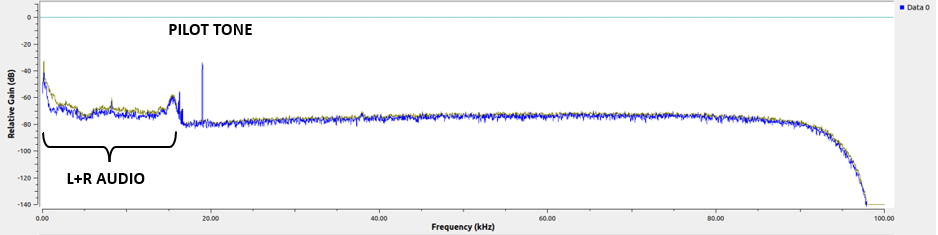 Data 0
PILOT TONE
0
-20
-40
-60
-80
-100
-120
-140
Relative Gain (dB)
L+R AUDIO
0.00
20.00
40.00
60.00
80.00
100.00
Frequency (kHz)